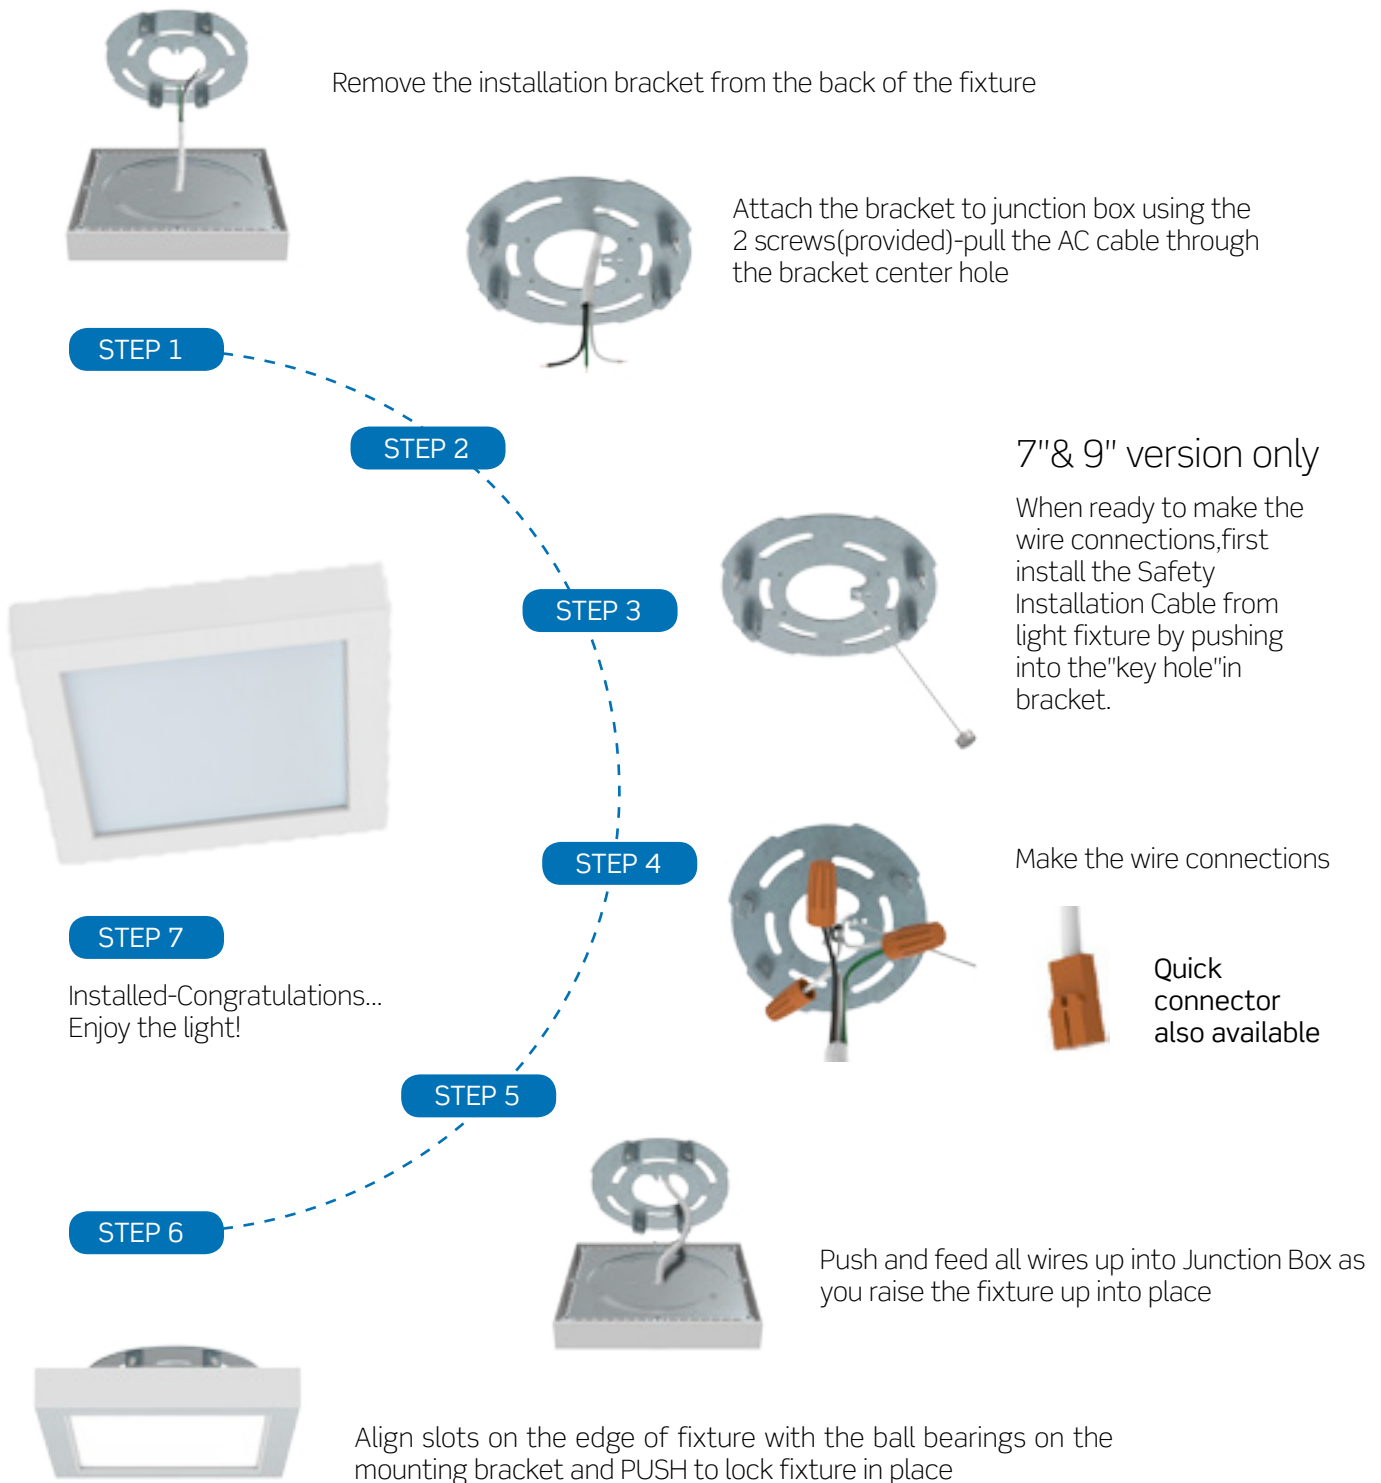 Remove the installation bracket from the back of the fixture
Attach the bracket to junction box using the
2 screws(provided)-pull the AC cable through
the bracket center hole
STEP 1
STEP 2
7"& 9" version only
When ready to make the
wire connections,first
install the Safety
Installation Cable from
light fixture by pushing
into the"key hole"in
bracket.
STEP 3
STEP 4
Make the wire connections
Quick
connector
also available
STEP 7
Installed-Congratulations...
Enjoy the light!
STEP 5
STEP 6
Push and feed all wires up into Junction Box as
you raise the fixture up into place
Align slots on the edge of fixture with the ball bearings on the
mounting bracket and PUSH to lock fixture in place